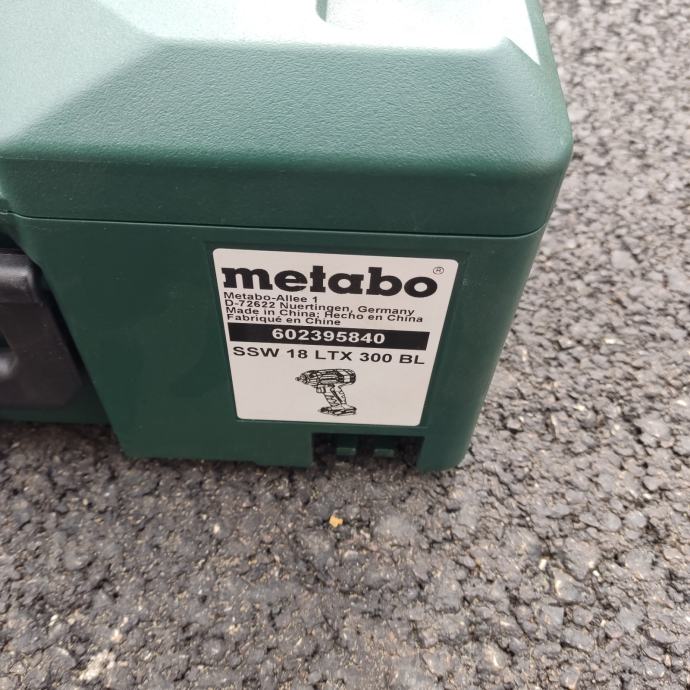 metabo®
Metabo-Allee 1
D-72622 Nuertingen, Germany
Made in China; Hecho en China
Fabriqué en Chine
602395840
SSW 18 LTX 300 BL